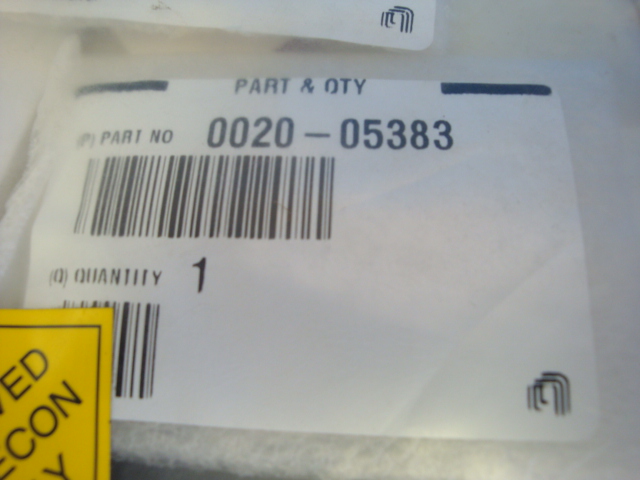 PART & QTY
(P) PART NO 0020-05383
(Q) QUANTITY 1
VED
ECON
Y